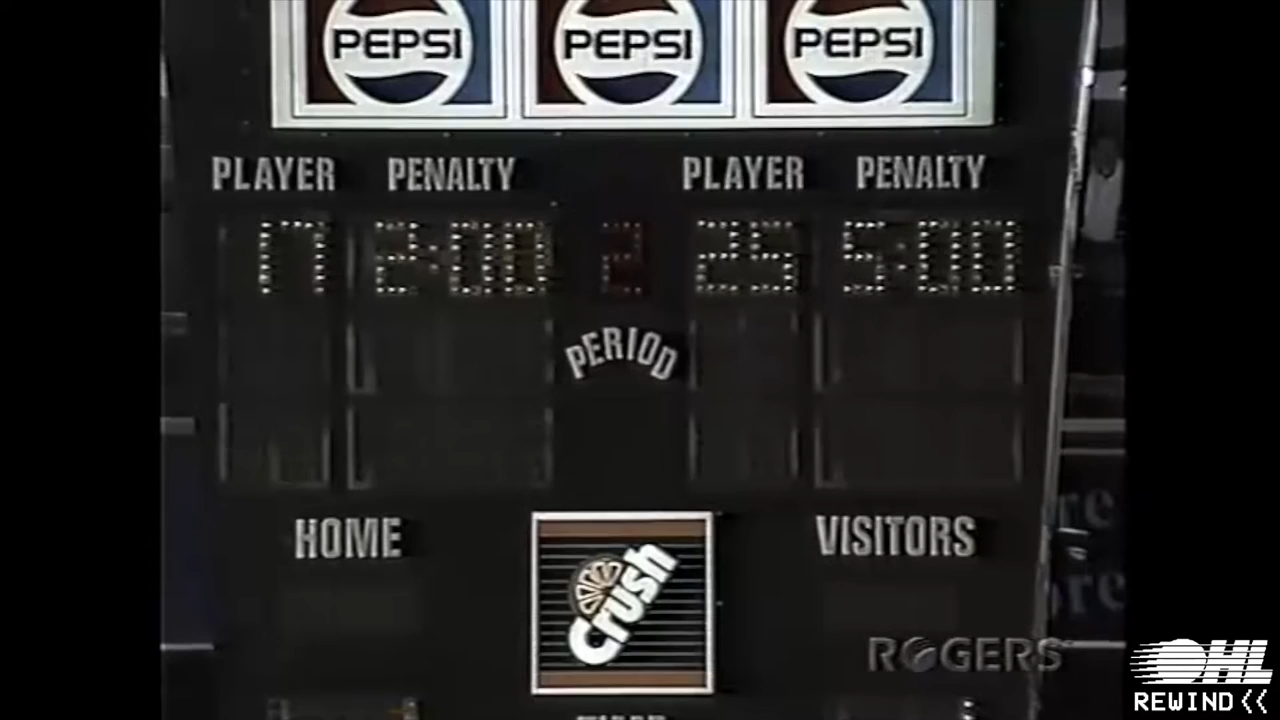 PEPSI PEPSI PEPSI
PLAYER PENALTY PLAYER PENALTY
17 2:00 2 25 5:00
PERIOD
HOME VISITORS
Crush
ROGERS
OHL
REWIND